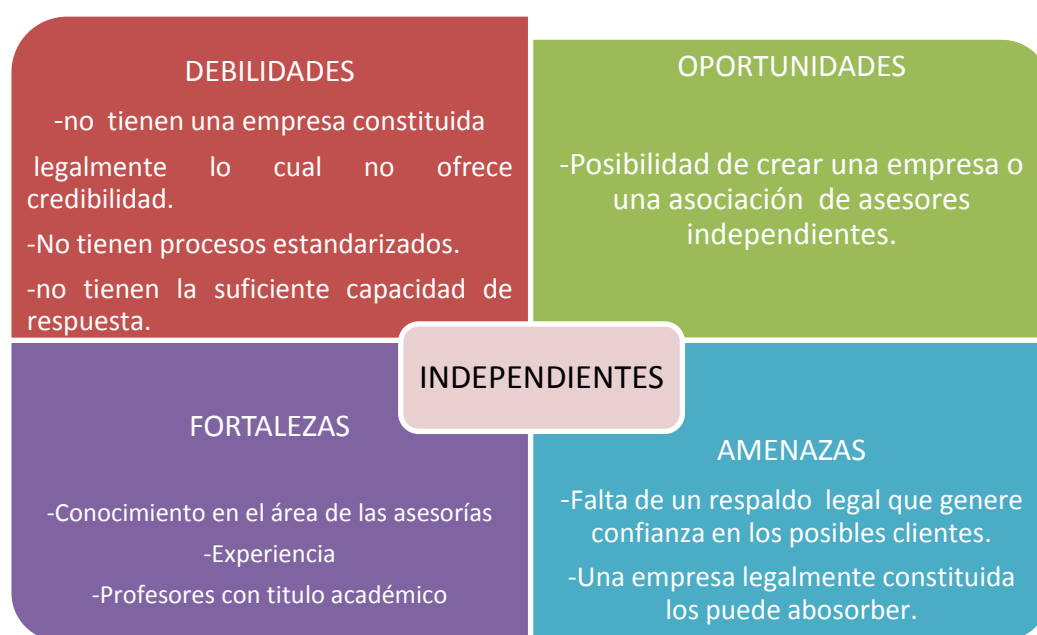 DEBILIDADES
-no tienen una empresa constituida
legalmente lo cual no ofrece
credibilidad.
-No tienen procesos estandarizados.
-no tienen la suficiente capacidad de
respuesta.
OPORTUNIDADES
-Posibilidad de crear una empresa o
una asociación de asesores
independientes.
INDEPENDIENTES
FORTALEZAS
-Conocimiento en el área de las asesorías
-Experiencia
-Profesores con titulo académico
AMENAZAS
-Falta de un respaldo legal que genere
confianza en los posibles clientes.
-Una empresa legalmente constituida
los puede abosorber.